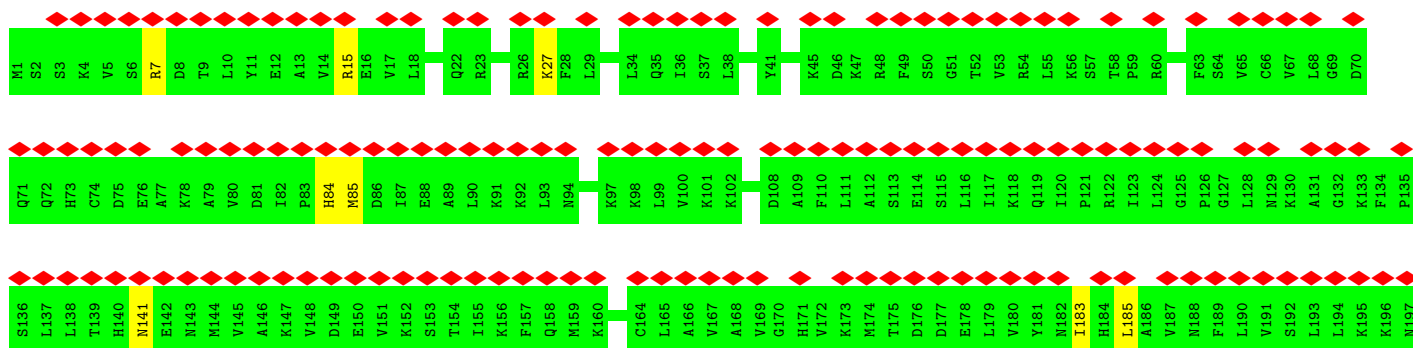 M1 S2 S3 K4 V5 S6 R7 D8 T9 L10 Y11 E12 A13 V14 R15 E16 V17 L18 Q22 R23 R26 K27 F28 L29 L34 Q35 I36 S37 L38 Y41 K45 D46 K47 R48 F49 S50 G51 T52 V53 R54 L55 K56 S57 T58 P59 R60 F63 S64 V65 C66 V67 L68 G69 D70
Q71 Q72 H73 C74 D75 E76 A77 K78 A79 V80 D81 I82 P83 H84 M85 D86 I87 E88 A89 L90 K91 K92 L93 N94 K97 K98 L99 V100 K101 K102 D108 A109 F110 L111 A112 S113 E114 S115 L116 I117 K118 Q119 I120 P121 R122 I123 L124 G125 P126 G127 L128 N129 K130 A131 G132 K133 F134 P135
S136 L137 L138 T139 H140 N141 E142 N143 M144 V145 A146 K147 V148 D149 E150 V151 K152 S153 T154 I155 K156 F157 Q158 M159 K160 C164 L165 A166 V167 A168 V169 G170 H171 V172 K173 M174 T175 D176 D177 E178 L179 V180 Y181 N182 I183 H184 L185 A186 V187 N188 F189 L190 V191 S192 L193 L194 K195 K196 N197